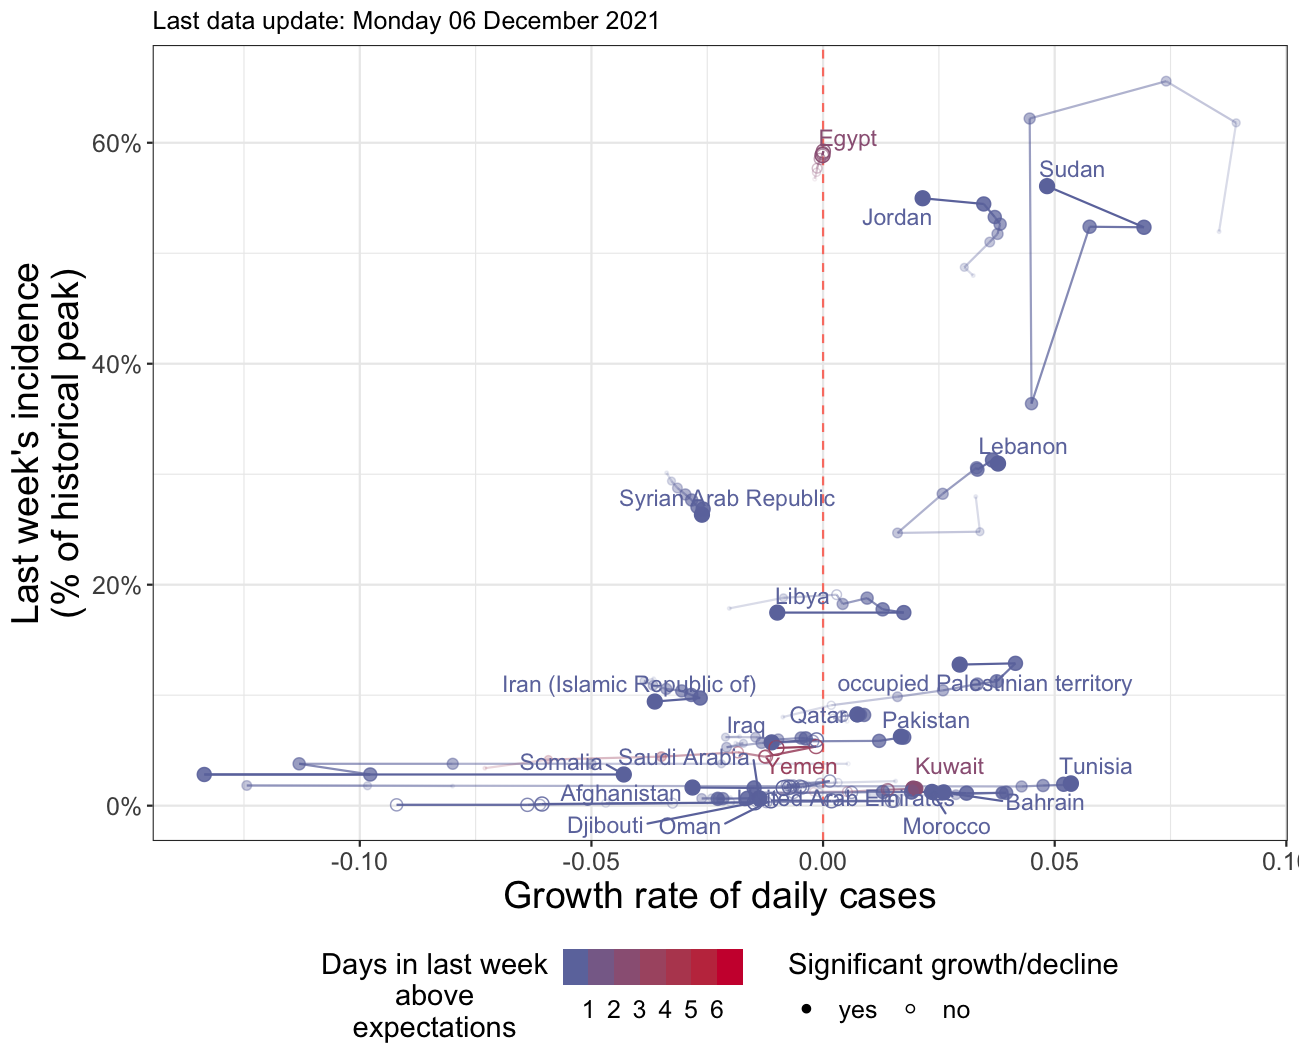 Last data update: Monday 06 December 2021
Last week's incidence
(% of historical peak)
60%
40%
20%
0%
Egypt
Sudan
Jordan
Lebanon
Syrian Arab Republic
Libya
Iran (Islamic Republic of)
occupied Palestinian territory
Qatar
Pakistan
Iraq
Saudi Arabia
Somalia
Yemen
Kuwait
Tunisia
Afghanistan
Arab Emirates
Bahrain
Djibouti
Oman
Morocco
-0.10
-0.05
0.00
0.05
Growth rate of daily cases
Days in last week
above
expectations
1 2 3 4 5 6
Significant growth/decline
yes
no